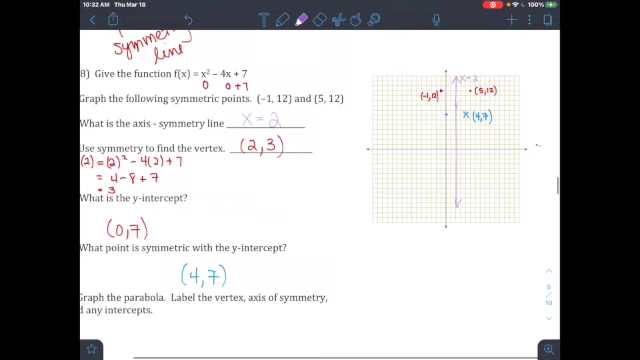 10:32 AM Thu Mar 18
symmetry
line
8) Give the function f(x) = x² – 4x + 7
0 0 + 7
Graph the following symmetric points. (–1, 12) and (5, 12)
What is the axis - symmetry line x = 2
Use symmetry to find the vertex. (2, 3)
(2) = (2)² – 4(2) + 7
= 4 – 8 + 7
= 3
What is the y-intercept?
(0, 7)
What point is symmetric with the y-intercept?
(4, 7)
Graph the parabola. Label the vertex, axis of symmetry,
d any intercepts.
x = 2
(-1, 12)
(5, 12)
x (4, 7)
5
of
10